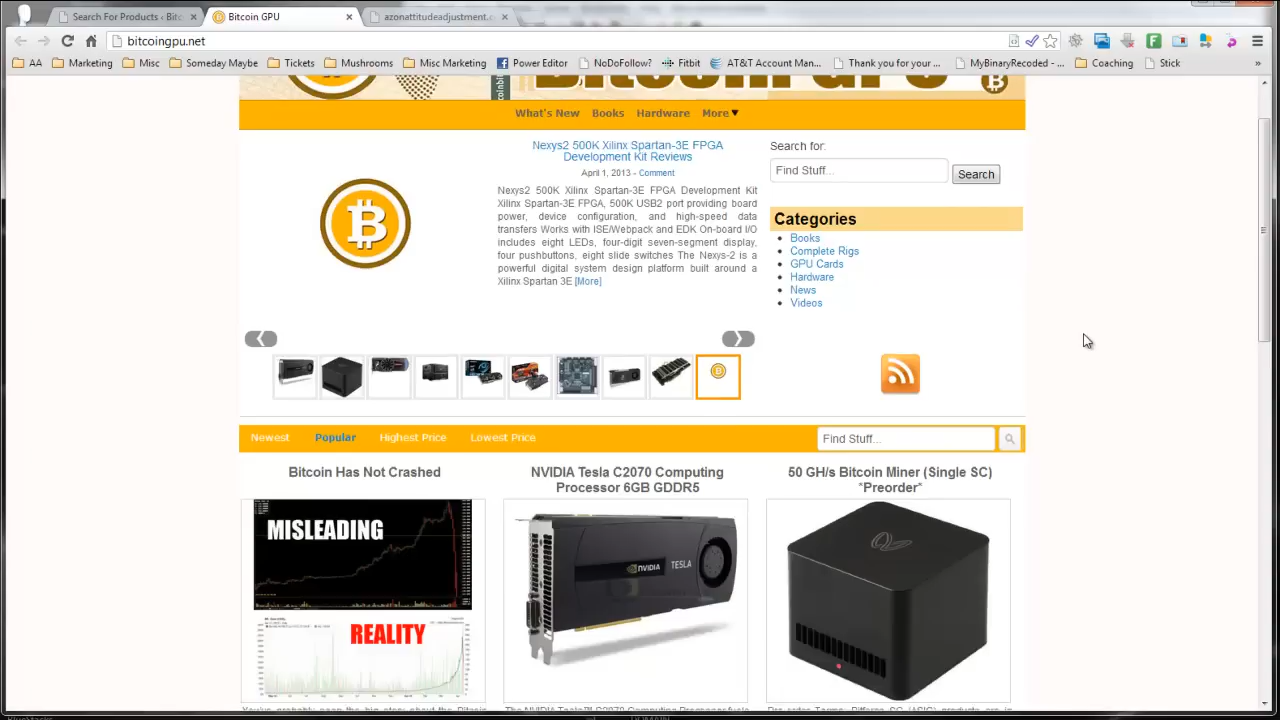 Search For Products ‹ Bitc
Bitcoin GPU
azonattitudeadjustment.c
bitcoingpu.net
AA
Marketing
Misc
Someday Maybe
Tickets
Mushrooms
Misc Marketing
Power Editor
NoDoFollow?
Fitbit
AT&T Account Man...
Thank you for your ...
MyBinaryRecoded - ...
Coaching
Stick
»
What's New
Books
Hardware
More
Nexys2 500K Xilinx Spartan-3E FPGA
Development Kit Reviews
April 1, 2013 - Comment
Nexys2 500K Xilinx Spartan-3E FPGA Development Kit
Xilinx Spartan-3E FPGA, 500K USB2 port providing board
power, device configuration, and high-speed data
transfers Works with ISE/Webpack and EDK On-board I/O
includes eight LEDs, four-digit seven-segment display,
four pushbuttons, eight slide switches The Nexys-2 is a
powerful digital system design platform built around a
Xilinx Spartan 3E [More]
Search for:
Find Stuff...
Search
Categories
Books
Complete Rigs
GPU Cards
Hardware
News
Videos
Newest
Popular
Highest Price
Lowest Price
Find Stuff...
Bitcoin Has Not Crashed
NVIDIA Tesla C2070 Computing
Processor 6GB GDDR5
50 GH/s Bitcoin Miner (Single SC)
*Preorder*
MISLEADING
REALITY
NVIDIA
TESLA